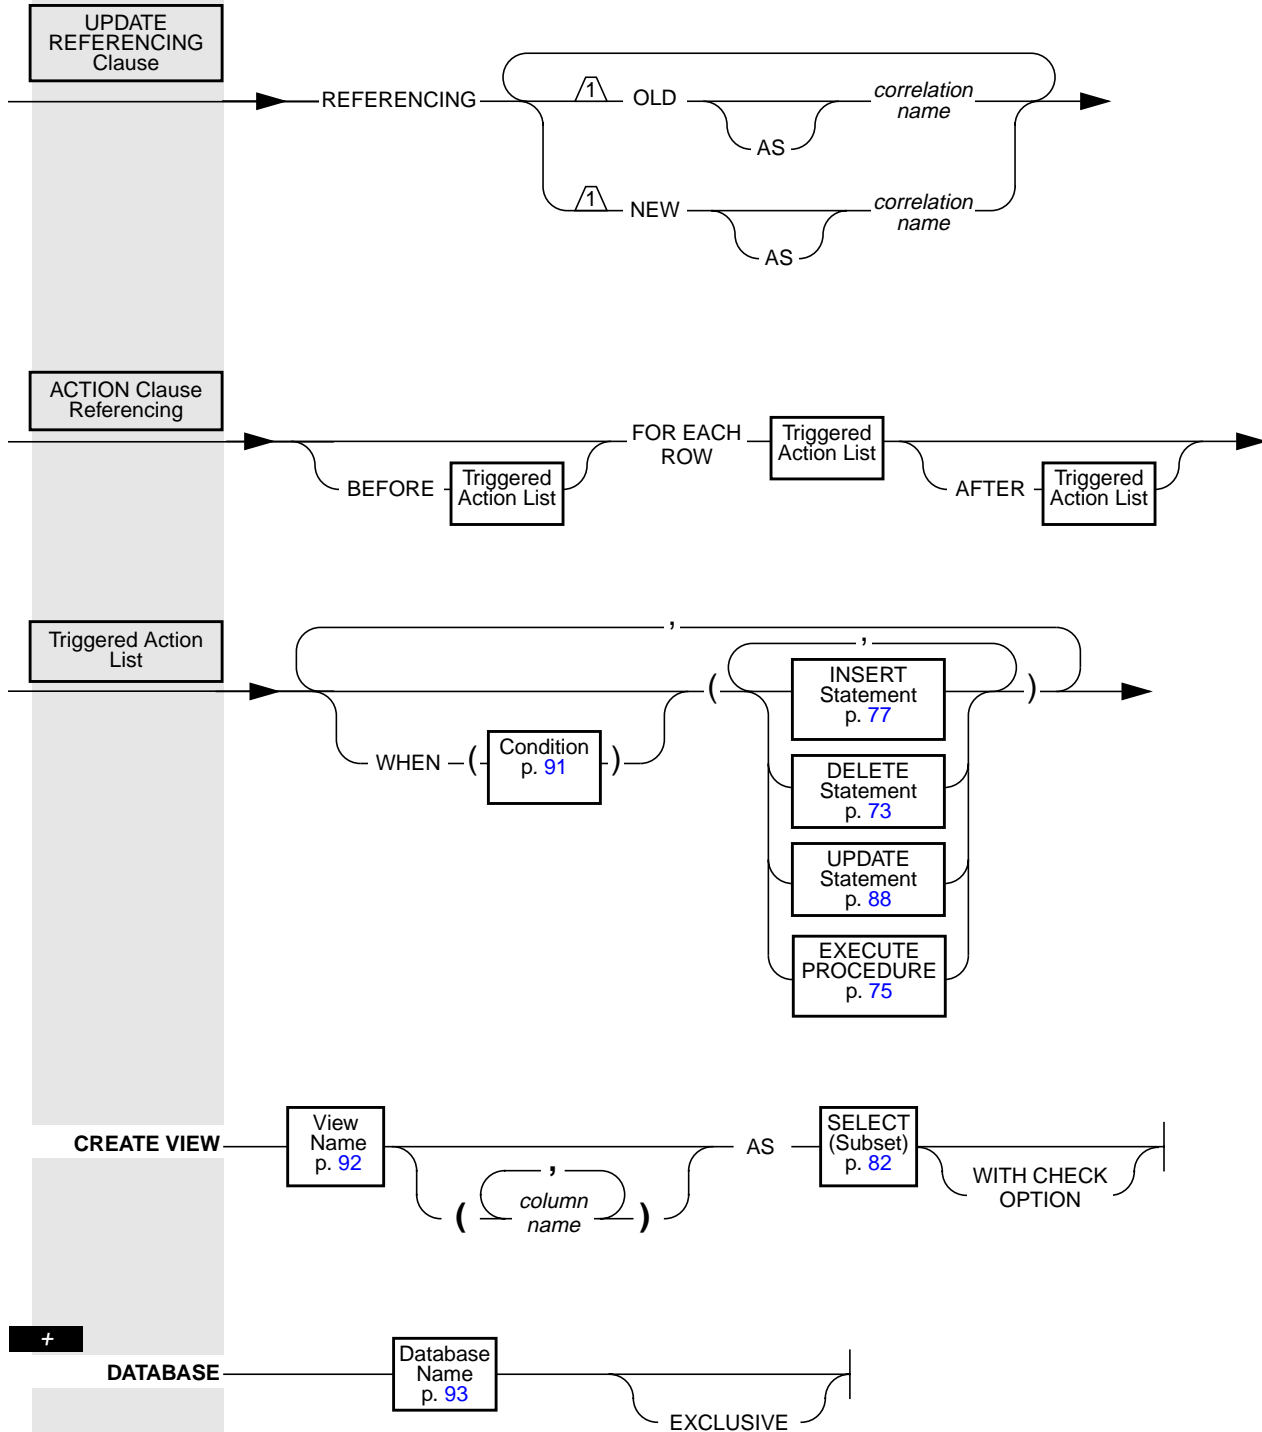 UPDATE
REFERENCING
Clause
REFERENCING
1
OLD
AS
correlation
name
1
NEW
AS
correlation
name
ACTION Clause
Referencing
BEFORE
Triggered
Action List
FOR EACH
ROW
Triggered
Action List
AFTER
Triggered
Action List
Triggered Action
List
,
WHEN
(
Condition
p. 91
)
(
,
INSERT
Statement
p. 77
DELETE
Statement
p. 73
UPDATE
Statement
p. 88
EXECUTE
PROCEDURE
p. 75
)
CREATE VIEW
View
Name
p. 92
(
,
column
name
)
AS
SELECT
(Subset)
p. 82
WITH CHECK
OPTION
+
DATABASE
Database
Name
p. 93
EXCLUSIVE